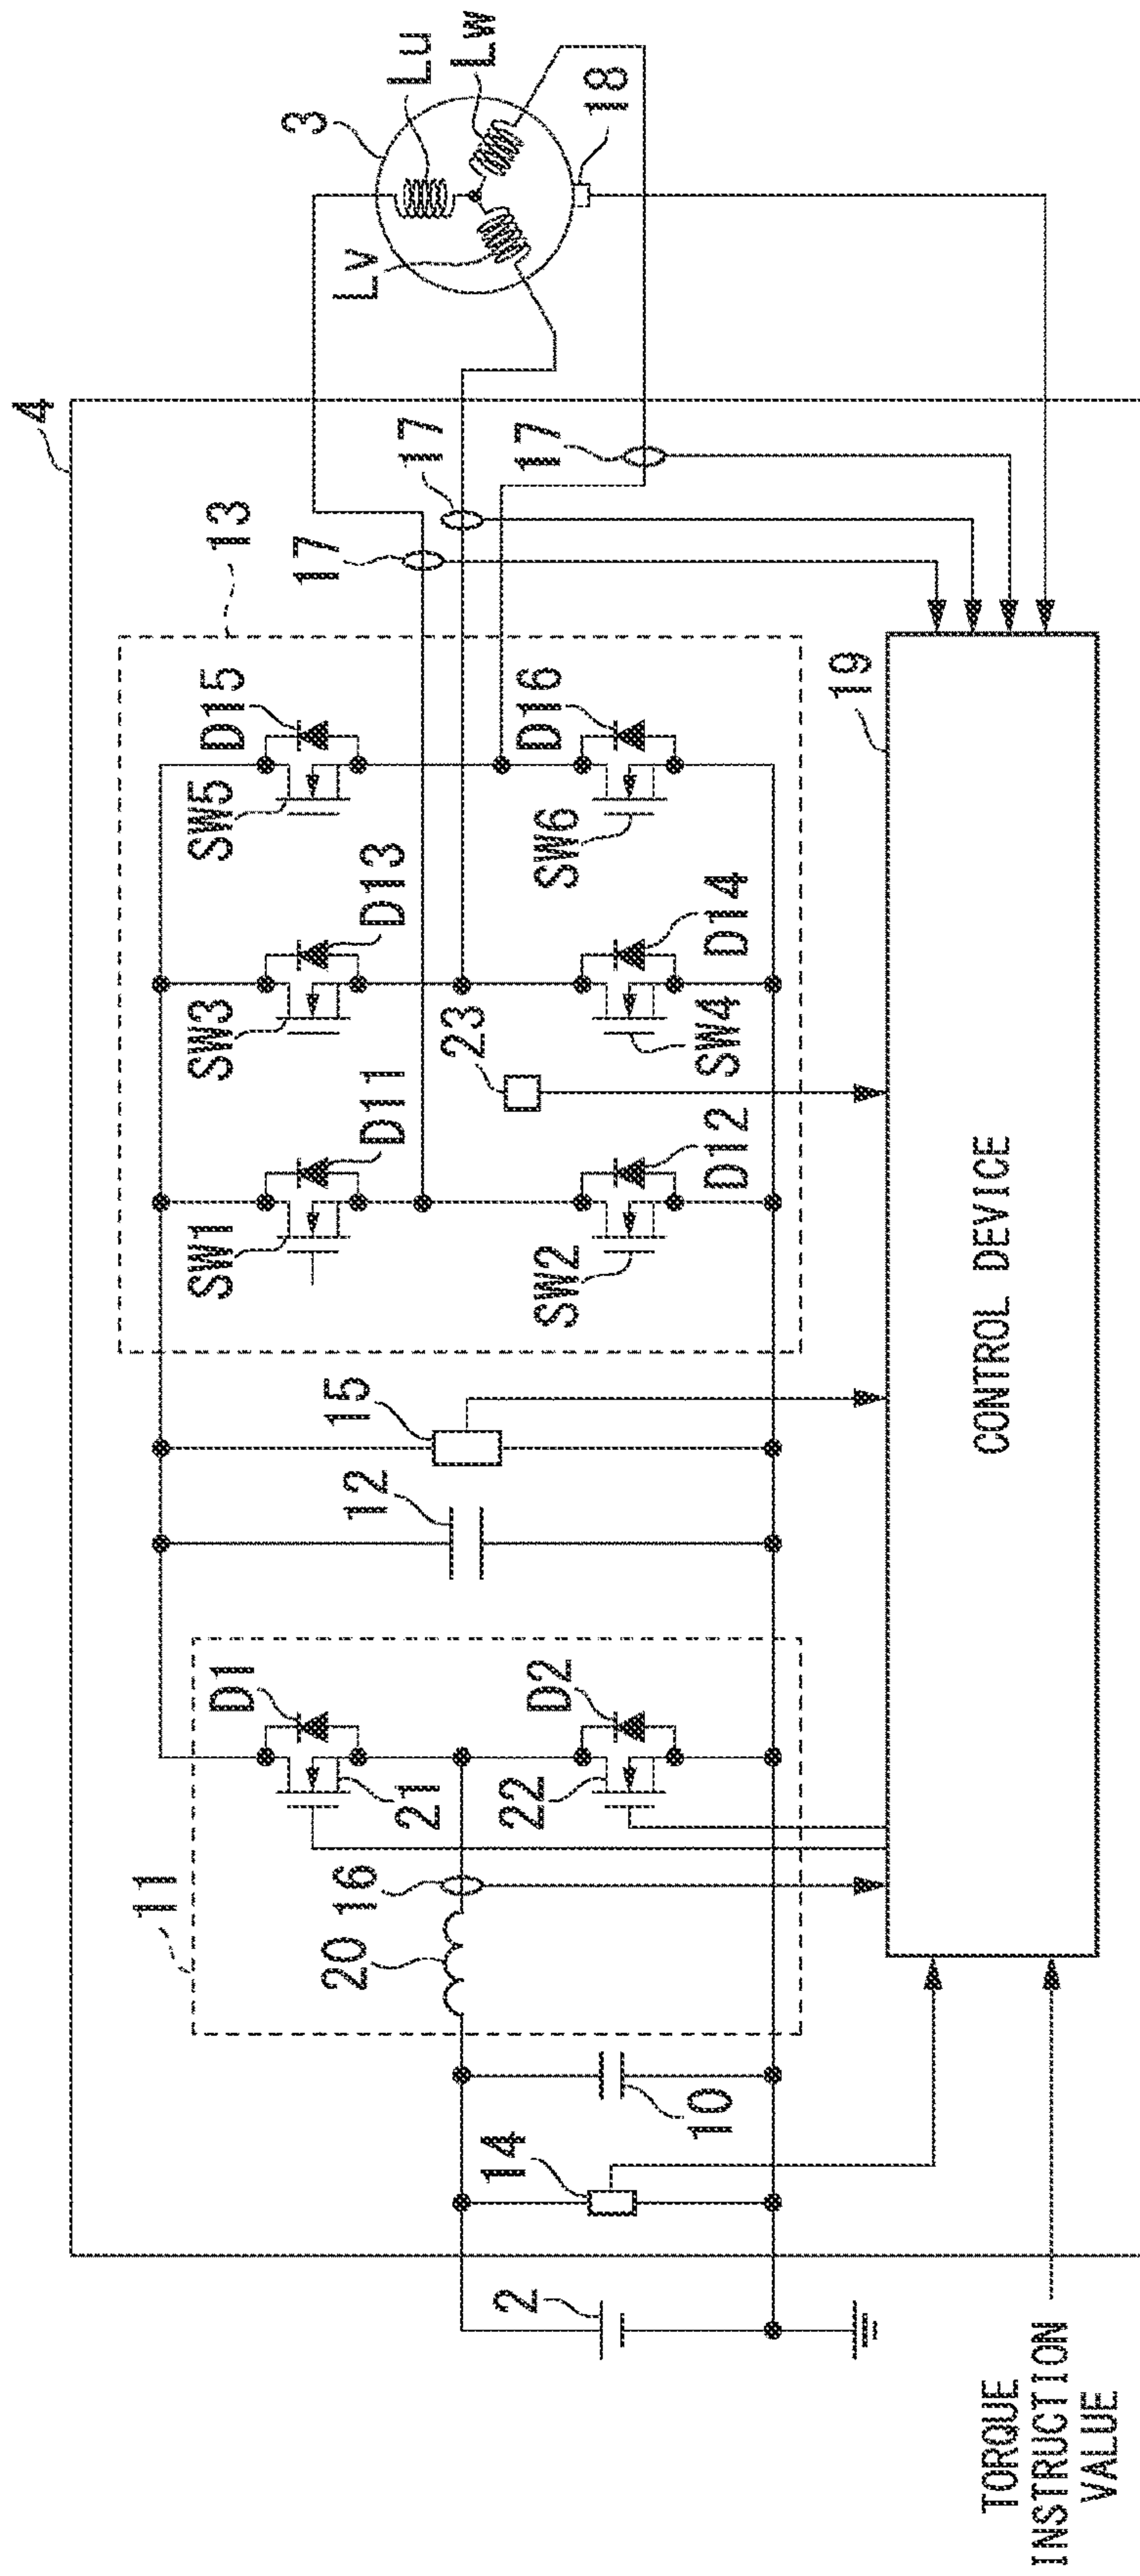 4
11
D1
21
D2
22
16
20
10
14
2
12
15
13
SW1
D11
SW3
D13
SW5
D15
SW2
D12
23
SW4
D14
SW6
D16
17
17
17
3
Lu
Lv
Lw
18
19
CONTROL DEVICE
TORQUE
INSTRUCTION
VALUE